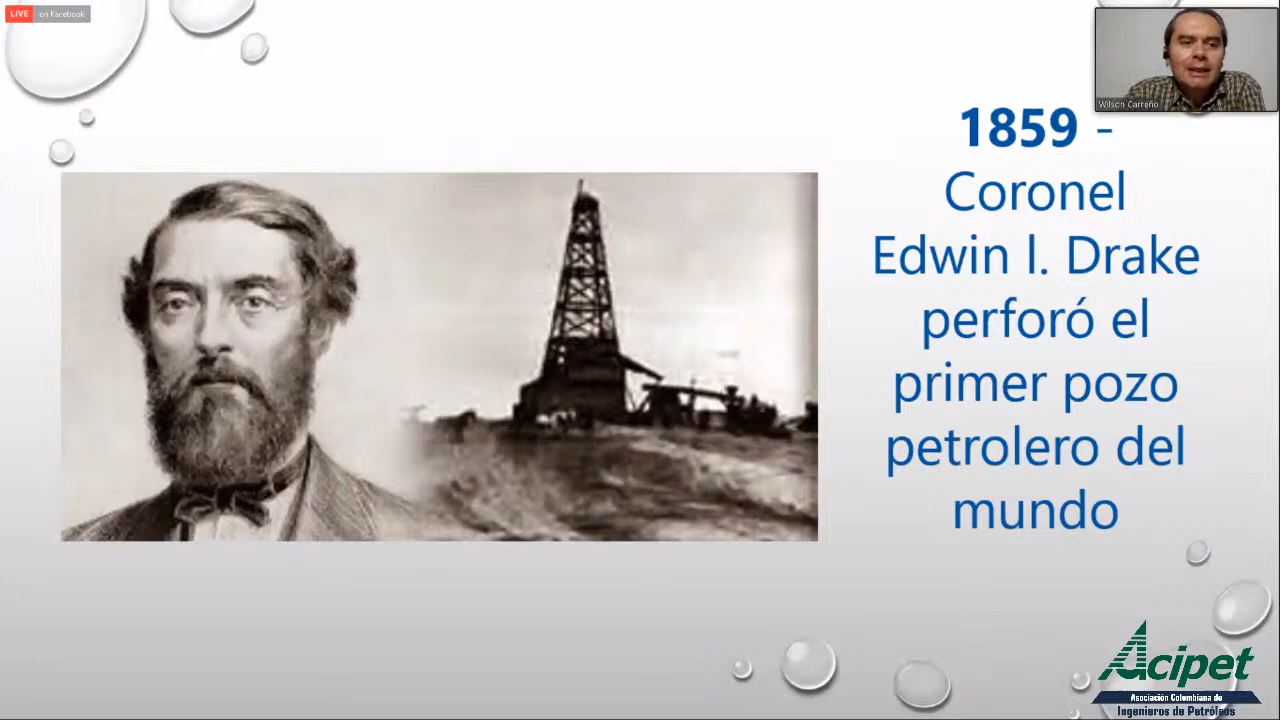 LIVE on Facebook
Wilson Carreño
1859 -
Coronel
Edwin l. Drake
perforó el
primer pozo
petrolero del
mundo
Acipet
Asociación Colombiana de
Ingenieros de Petróleos